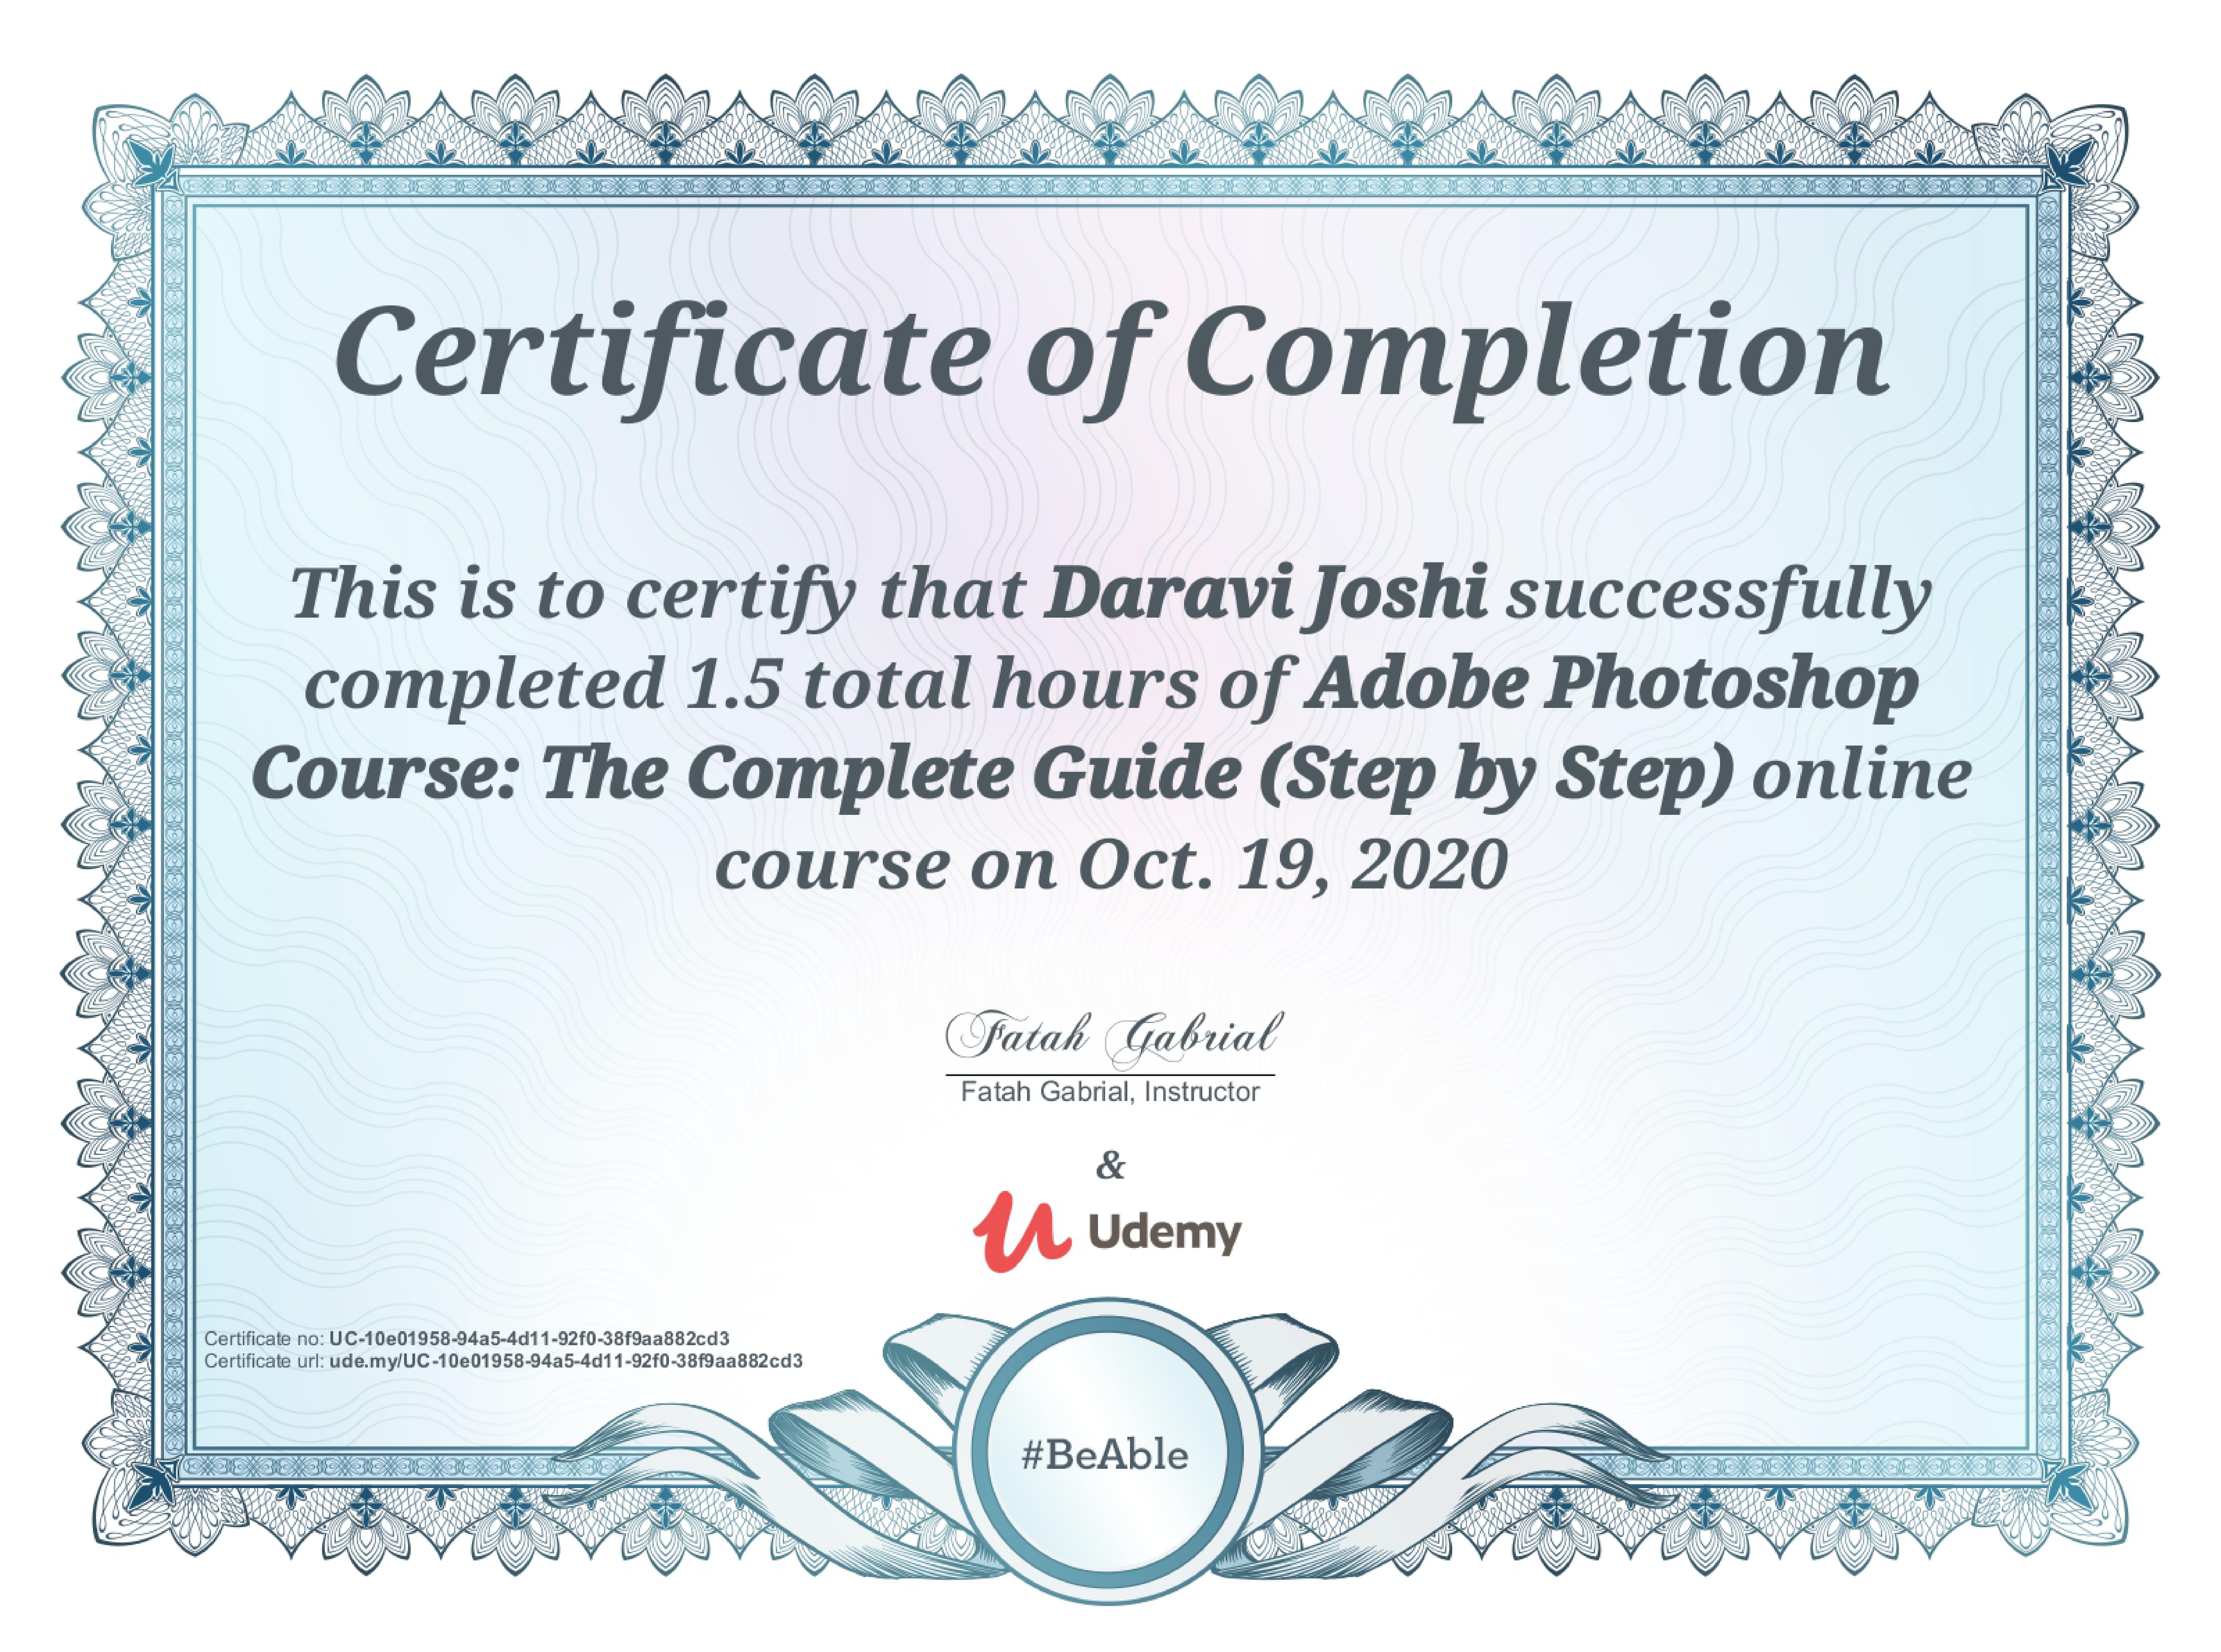 Certificate of Completion
This is to certify that Daravi Joshi successfully
completed 1.5 total hours of Adobe Photoshop
Course: The Complete Guide (Step by Step) online
course on Oct. 19, 2020
Fatah Gabrial
Fatah Gabrial, Instructor
&
Udemy
Certificate no: UC-10e01958-94a5-4d11-92f0-38f9aa882cd3
Certificate url: ude.my/UC-10e01958-94a5-4d11-92f0-38f9aa882cd3
#BeAble